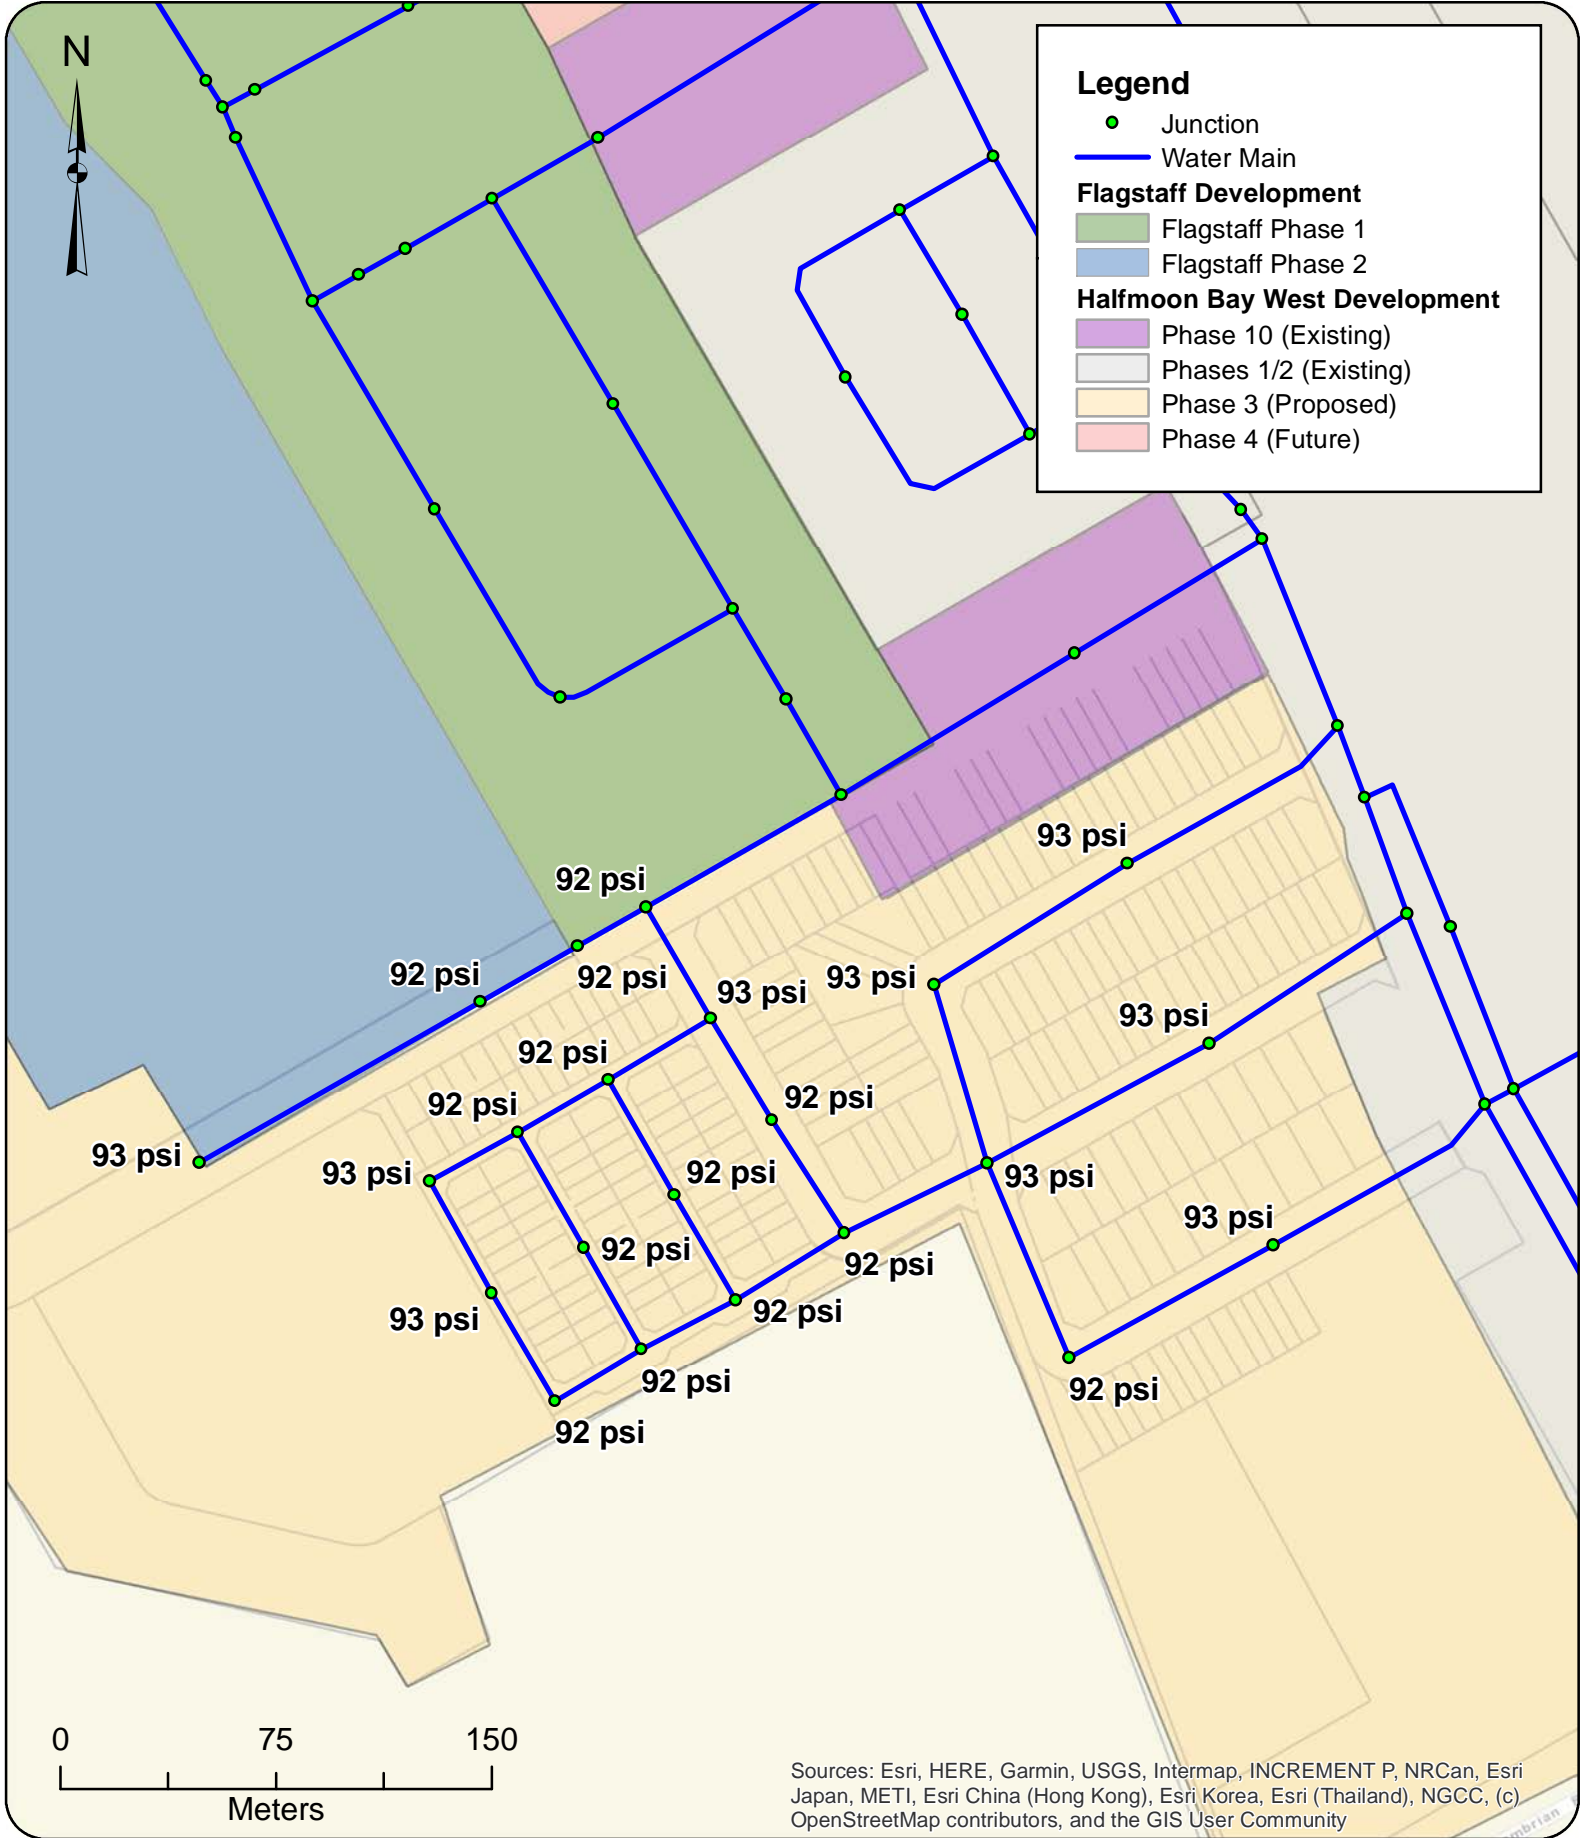 N
Legend
Junction
Water Main
Flagstaff Development
Flagstaff Phase 1
Flagstaff Phase 2
Halfmoon Bay West Development
Phase 10 (Existing)
Phases 1/2 (Existing)
Phase 3 (Proposed)
Phase 4 (Future)
93 psi
92 psi
92 psi
92 psi
93 psi
93 psi
93 psi
92 psi
92 psi
92 psi
93 psi
93 psi
92 psi
93 psi
93 psi
92 psi
92 psi
93 psi
92 psi
92 psi
92 psi
92 psi
0 75 150
Meters
Sources: Esri, HERE, Garmin, USGS, Intermap, INCREMENT P, NRCan, Esri
Japan, METI, Esri China (Hong Kong), Esri Korea, Esri (Thailand), NGCC, (c)
OpenStreetMap contributors, and the GIS User Community